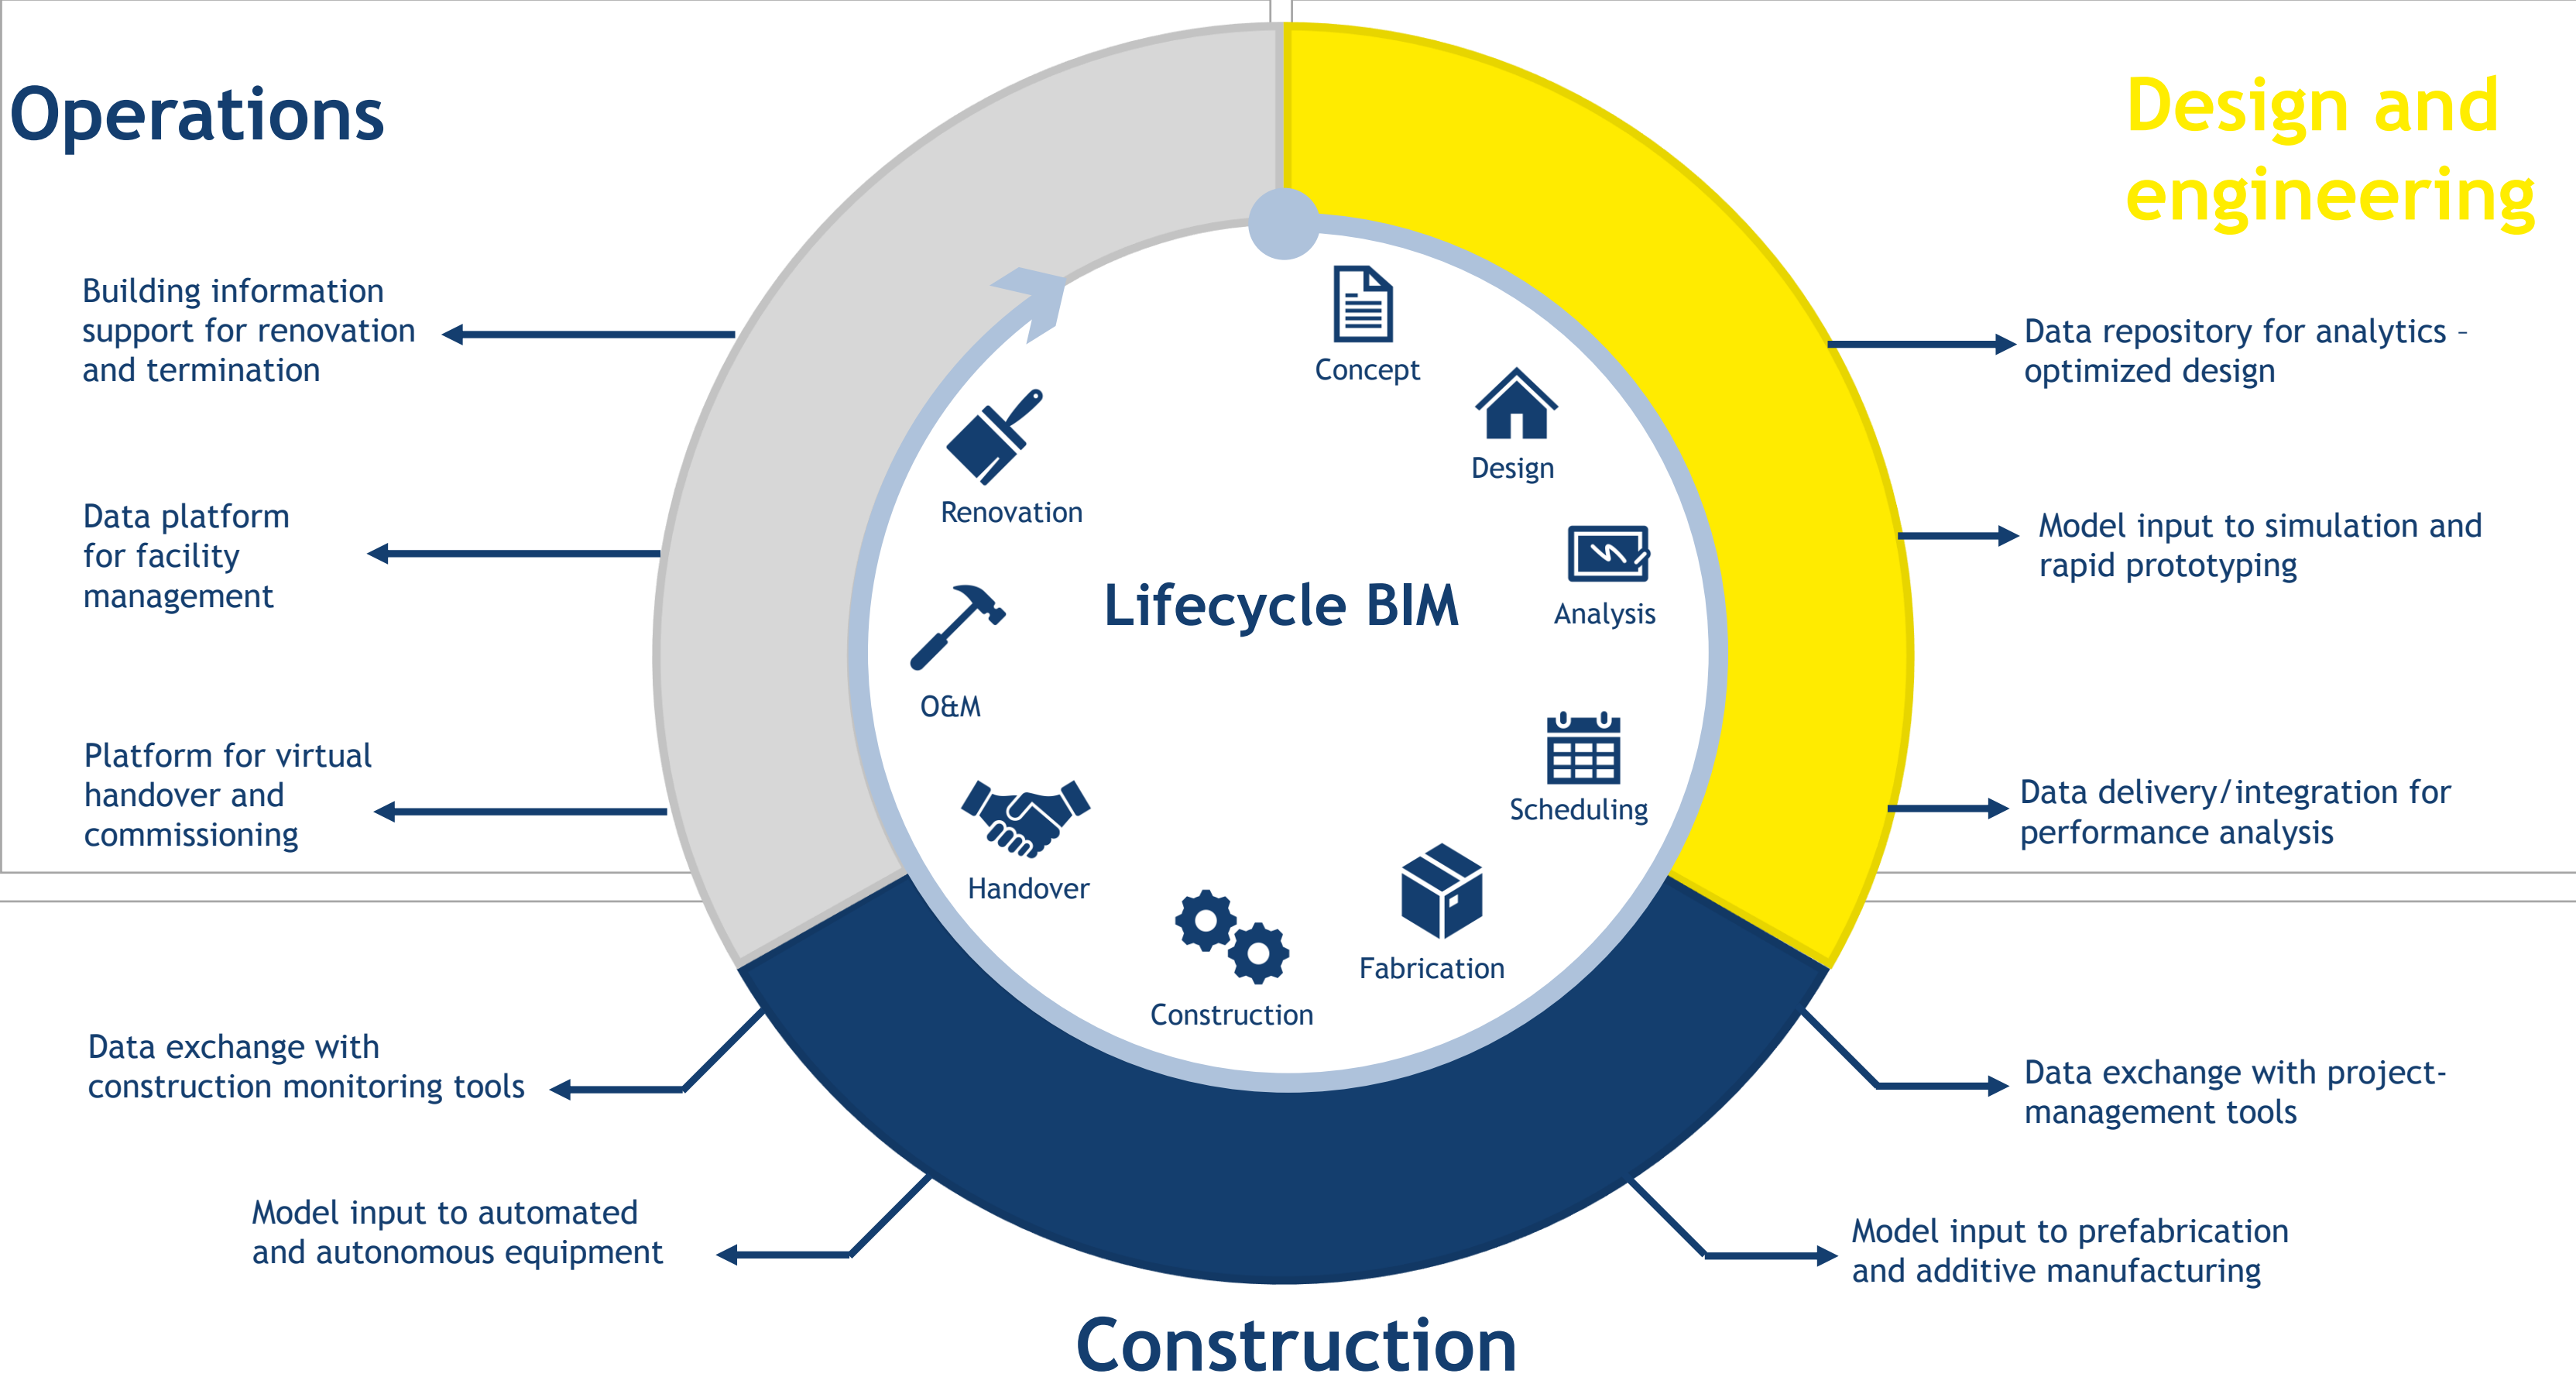 Operations
Design and
engineering
Building information
support for renovation
and termination
Data platform
for facility
management
Platform for virtual
handover and
commissioning
Concept
Design
Analysis
Scheduling
Fabrication
Construction
Handover
O&M
Renovation
Lifecycle BIM
Data repository for analytics –
optimized design
Model input to simulation and
rapid prototyping
Data delivery/integration for
performance analysis
Data exchange with
construction monitoring tools
Model input to automated
and autonomous equipment
Data exchange with project-
management tools
Model input to prefabrication
and additive manufacturing
Construction